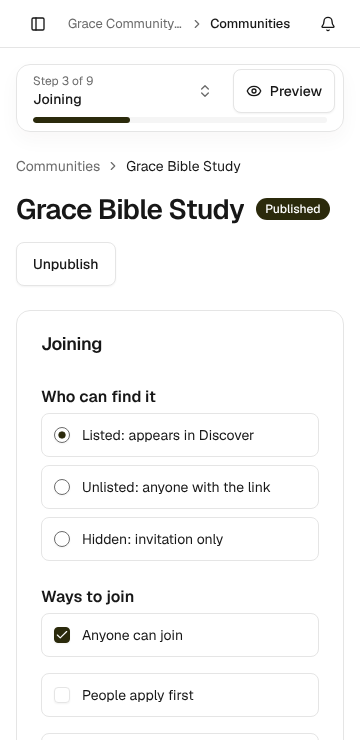 Grace Community… > Communities
Step 3 of 9
Joining
Preview
Communities > Grace Bible Study
Grace Bible Study
Published
Unpublish
Joining
Who can find it
Listed: appears in Discover
Unlisted: anyone with the link
Hidden: invitation only
Ways to join
Anyone can join
People apply first